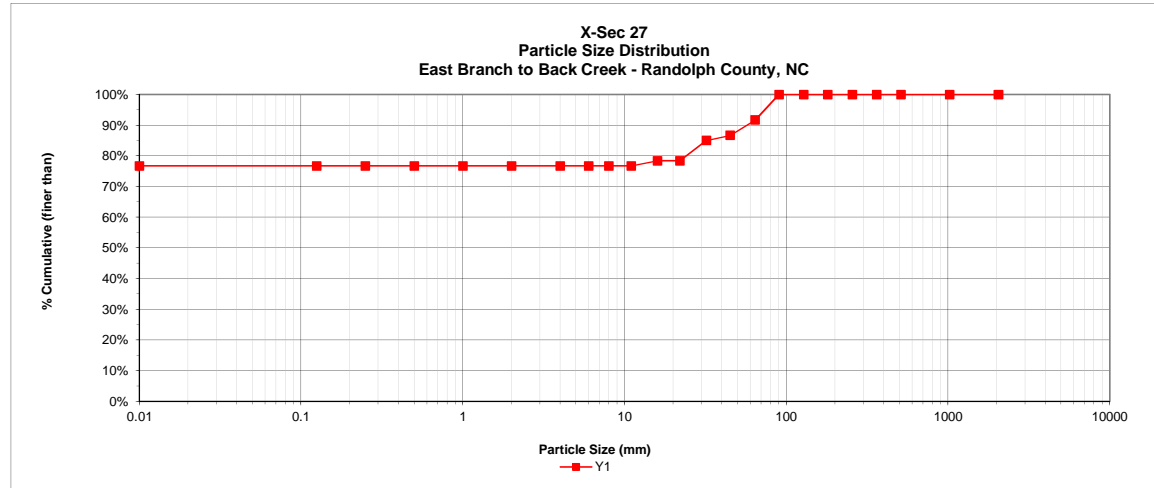 X-Sec 27
Particle Size Distribution
East Branch to Back Creek - Randolph County, NC
% Cumulative (finer than)
100%
90%
80%
70%
60%
50%
40%
30%
20%
10%
0%
0.01 0.1 1 10 100 1000 10000
Particle Size (mm)
Y1